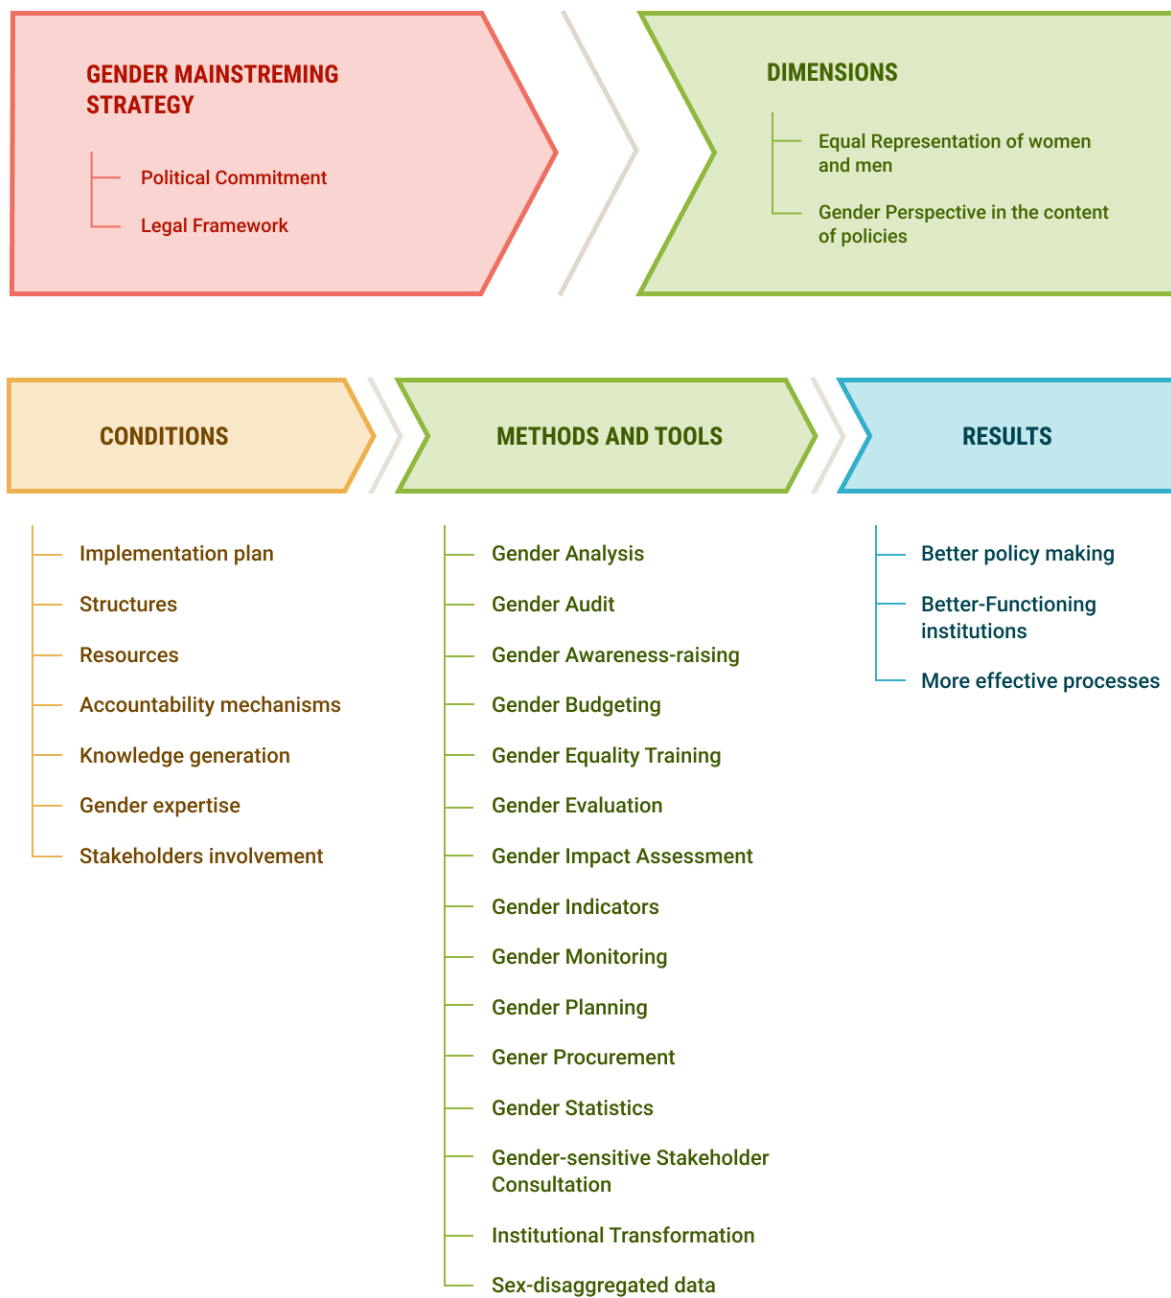 GENDER MAINSTREMING
STRATEGY
Political Commitment
Legal Framework
DIMENSIONS
Equal Representation of women
and men
Gender Perspective in the content
of policies
CONDITIONS
Implementation plan
Structures
Resources
Accountability mechanisms
Knowledge generation
Gender expertise
Stakeholders involvement
METHODS AND TOOLS
Gender Analysis
Gender Audit
Gender Awareness-raising
Gender Budgeting
Gender Equality Training
Gender Evaluation
Gender Impact Assessment
Gender Indicators
Gender Monitoring
Gender Planning
Gener Procurement
Gender Statistics
Gender-sensitive Stakeholder
Consultation
Institutional Transformation
Sex-disaggregated data
RESULTS
Better policy making
Better-Functioning
institutions
More effective processes